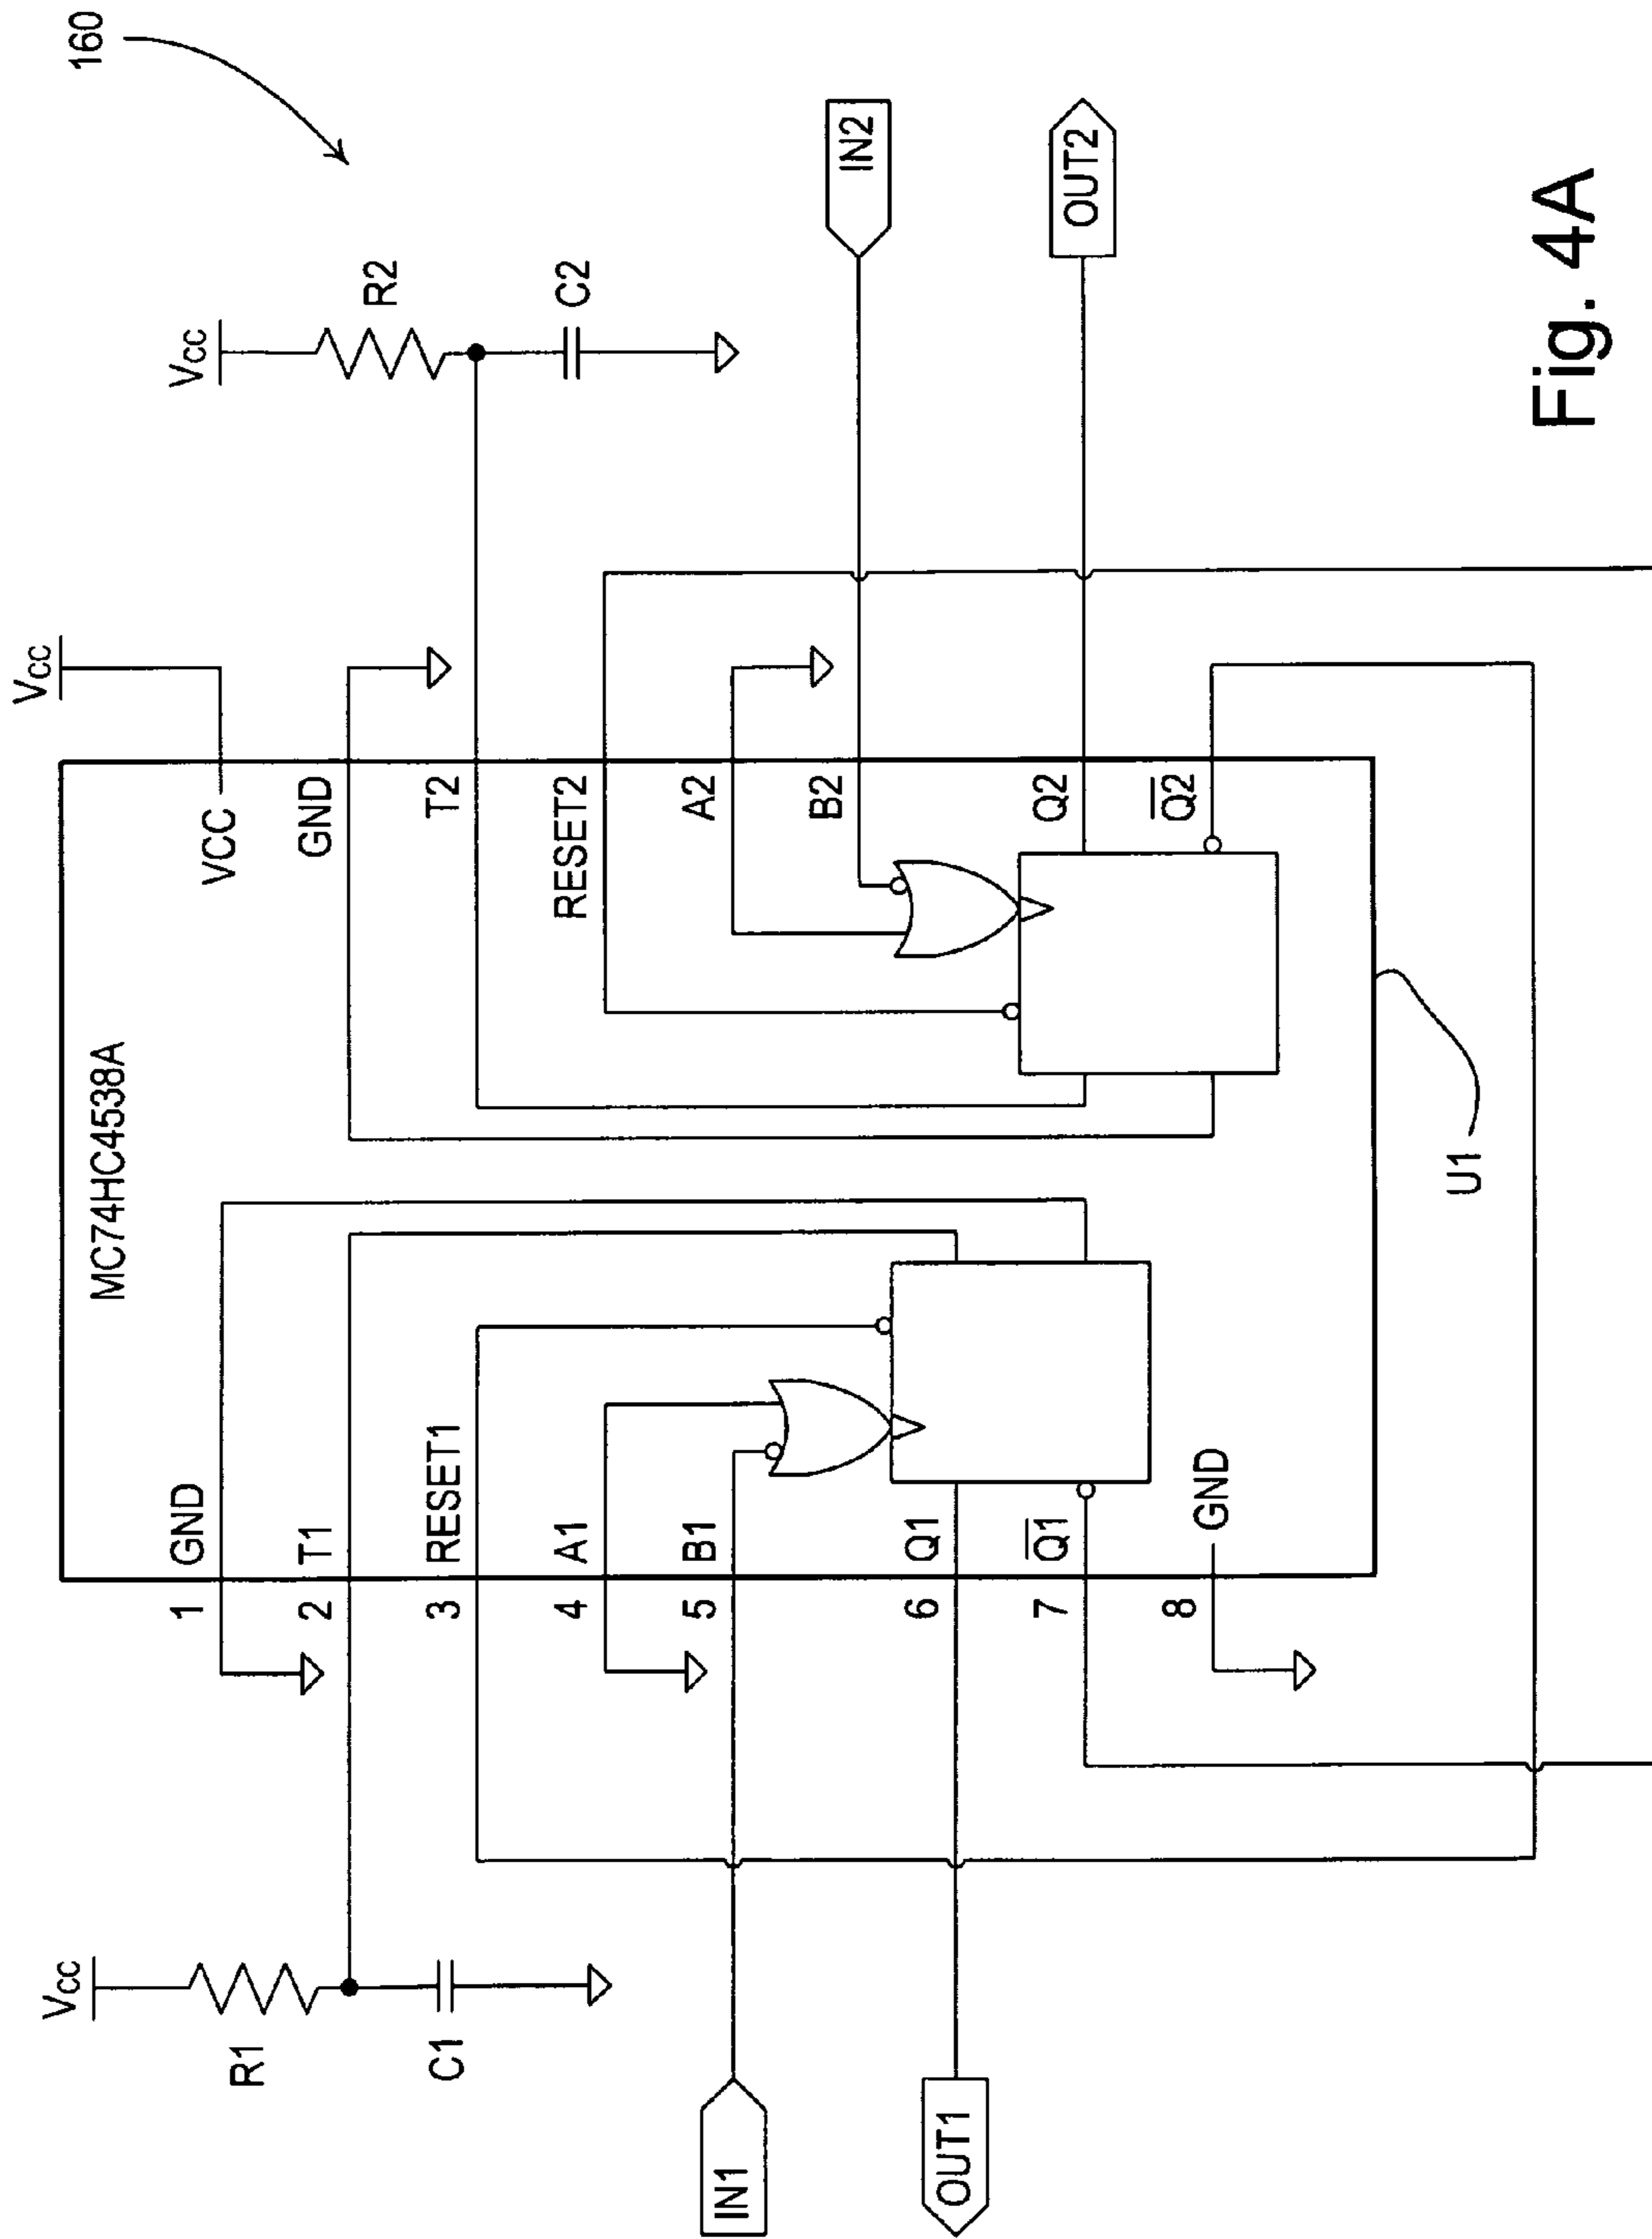 160
Vcc
Vcc
Vcc
MC74HC4538A
R1
C1
R2
C2
1
GND
2
T1
3
RESET1
4
A1
5
B1
6
Q1
7
Q̅1̅
8
GND
VCC
GND
T2
RESET2
A2
B2
Q2
Q̅2̅
IN1
OUT1
IN2
OUT2
U1
Fig. 4A